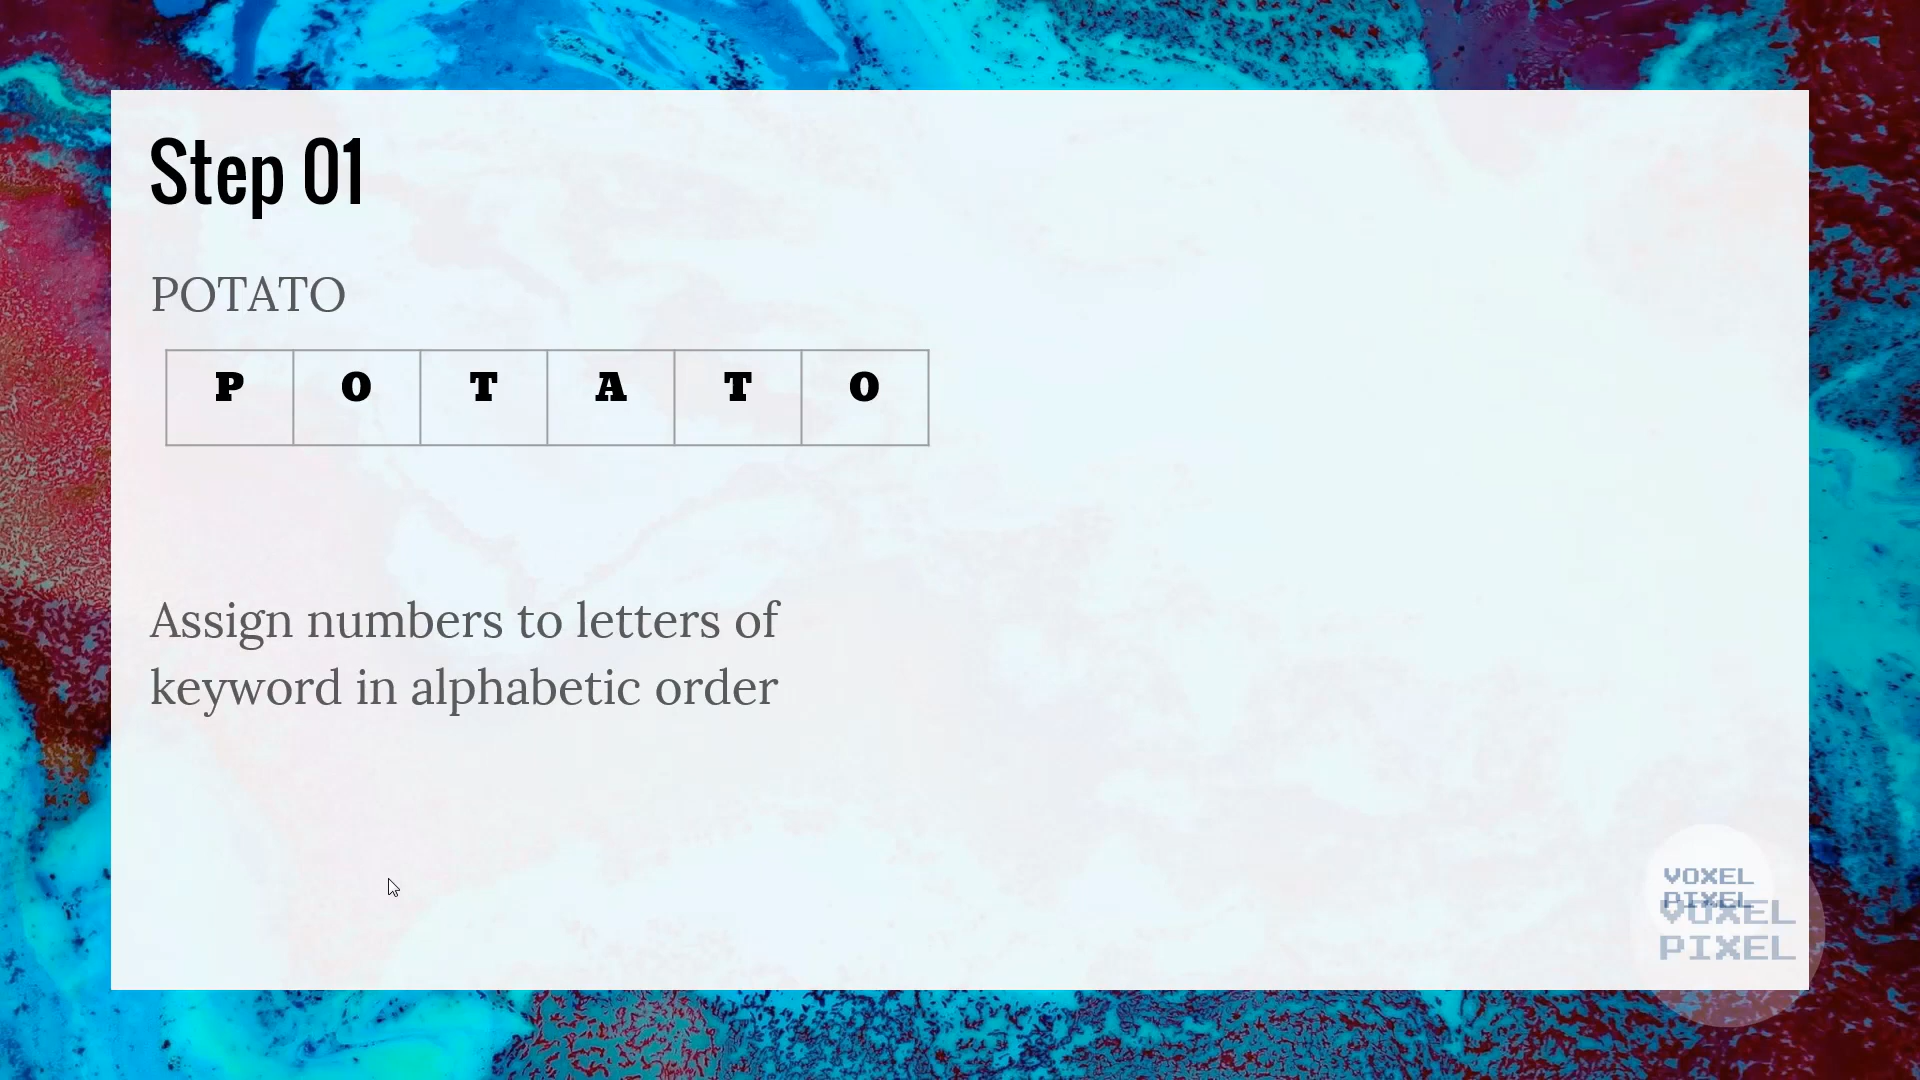 Step 01
POTATO
P O T A T O
Assign numbers to letters of
keyword in alphabetic order
VOXEL
PIXEL
VOXEL
PIXEL